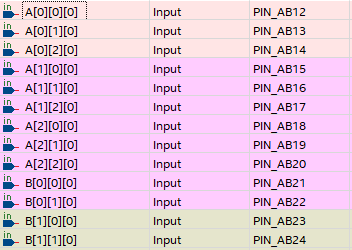 in A[0][0][0] Input PIN_AB12
in A[0][1][0] Input PIN_AB13
in A[0][2][0] Input PIN_AB14
in A[1][0][0] Input PIN_AB15
in A[1][1][0] Input PIN_AB16
in A[1][2][0] Input PIN_AB17
in A[2][0][0] Input PIN_AB18
in A[2][1][0] Input PIN_AB19
in A[2][2][0] Input PIN_AB20
in B[0][0][0] Input PIN_AB21
in B[0][1][0] Input PIN_AB22
in B[1][0][0] Input PIN_AB23
in B[1][1][0] Input PIN_AB24